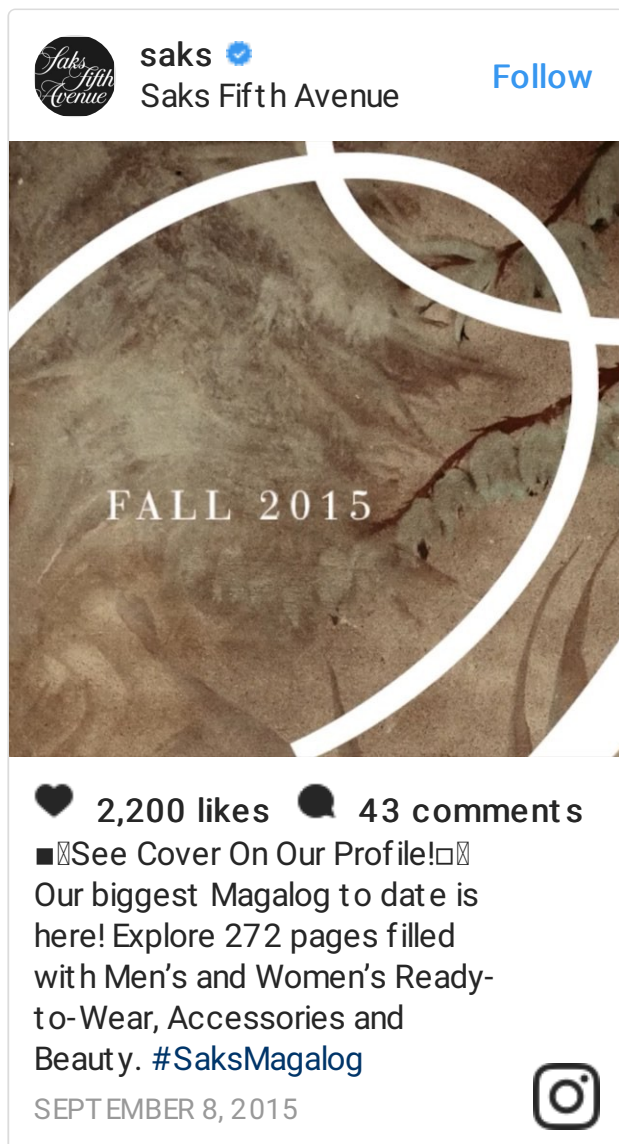 Saks
Fifth
Avenue
saks
Saks Fifth Avenue
Follow
FALL 2015
2,200 likes 43 comments
■See Cover On Our Profile!□
Our biggest Magalog to date is
here! Explore 272 pages filled
with Men’s and Women’s Ready-
to-Wear, Accessories and
Beauty. #SaksMagalog
SEPTEMBER 8, 2015